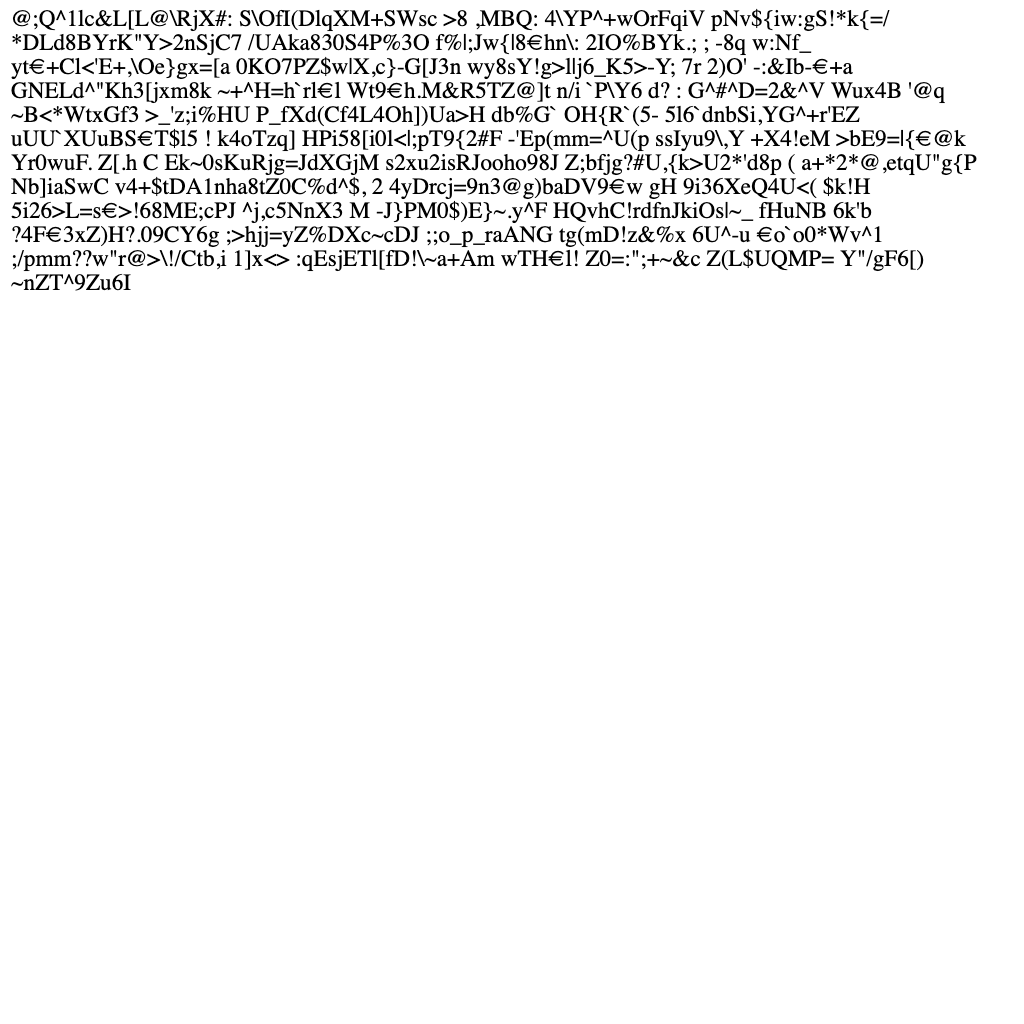 @;Q^1lc&L[L@\RjX#: S\OfI(DlqXM+SWsc >8 ,MBQ: 4\YP^+wOrFqiV pNv${iw:gS!*k{=/
*DLd8BYrK"Y>2nSjC7 /UAka830S4P%3O f%|;Jw{|8€hn\: 2IO%BYk.; ; -8q w:Nf_
yt€+Cl<'E+,\Oe}gx=[a 0KO7PZ$w|X,c}-G[J3n wy8sY!g>l|j6_K5>-Y; 7r 2)O' -:&Ib-€+a
GNELd^"Kh3[jxm8k ~+^H=h`rl€l Wt9€h.M&R5TZ@]t n/i `P\Y6 d? : G^#^D=2&^V Wux4B '@q
~B<*WtxGf3 >_'z;i%HU P_fXd(Cf4L4Oh])Ua>H db%G` OH{R`(5- 5l6`dnbSi,YG^+r'EZ
uUU`XUuBS€T$l5 ! k4oTzq] HPi58[i0l<|;pT9{2#F -'Ep(mm=^U(p ssIyu9\,Y +X4!eM >bE9=|{€@k
Yr0wuF. Z[.h C Ek~0sKuRjg=JdXGjM s2xu2isRJooho98J Z;bfjg?#U,{k>U2*'d8p ( a+*2*@,etqU"g{P
Nb]iaSwC v4+$tDA1nha8tZ0C%d^$, 2 4yDrcj=9n3@g)baDV9€w gH 9i36XeQ4U<( $k!H
5i26>L=s€>!68ME;cPJ ^j,c5NnX3 M -J}PM0$)E}~.y^F HQvhC!rdfnJkiOs|~_ fHuNB 6k'b
?4F€3xZ)H?.09CY6g ;>hjj=yZ%DXc~cDJ ;;o_p_raANG tg(mD!z&%x 6U^-u €o`o0*Wv^1
;/pmm??w"r@>\!/Ctb,i 1]x<> :qEsjETl[fD!\~a+Am wTH€l! Z0=:";+~&c Z(L$UQMP= Y"/gF6[)
~nZT^9Zu6I